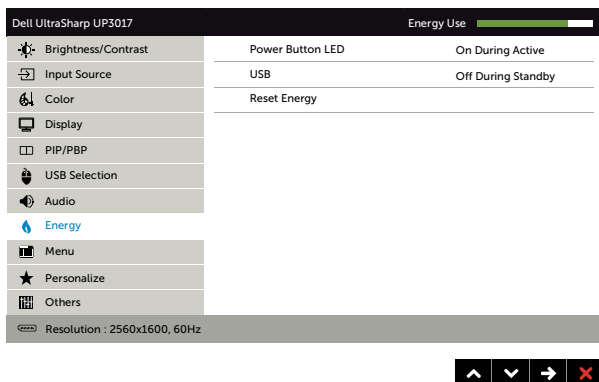 Dell UltraSharp UP3017 Energy Use
Brightness/Contrast Power Button LED On During Active
Input Source USB Off During Standby
Color Reset Energy
Display
PIP/PBP
USB Selection
Audio
Energy
Menu
Personalize
Others
Resolution : 2560x1600, 60Hz